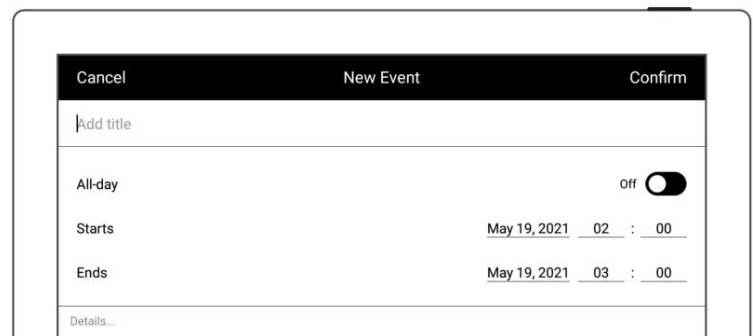 Cancel New Event Confirm
Add title
All-day Off
Starts May 19, 2021 02 : 00
Ends May 19, 2021 03 : 00
Details...